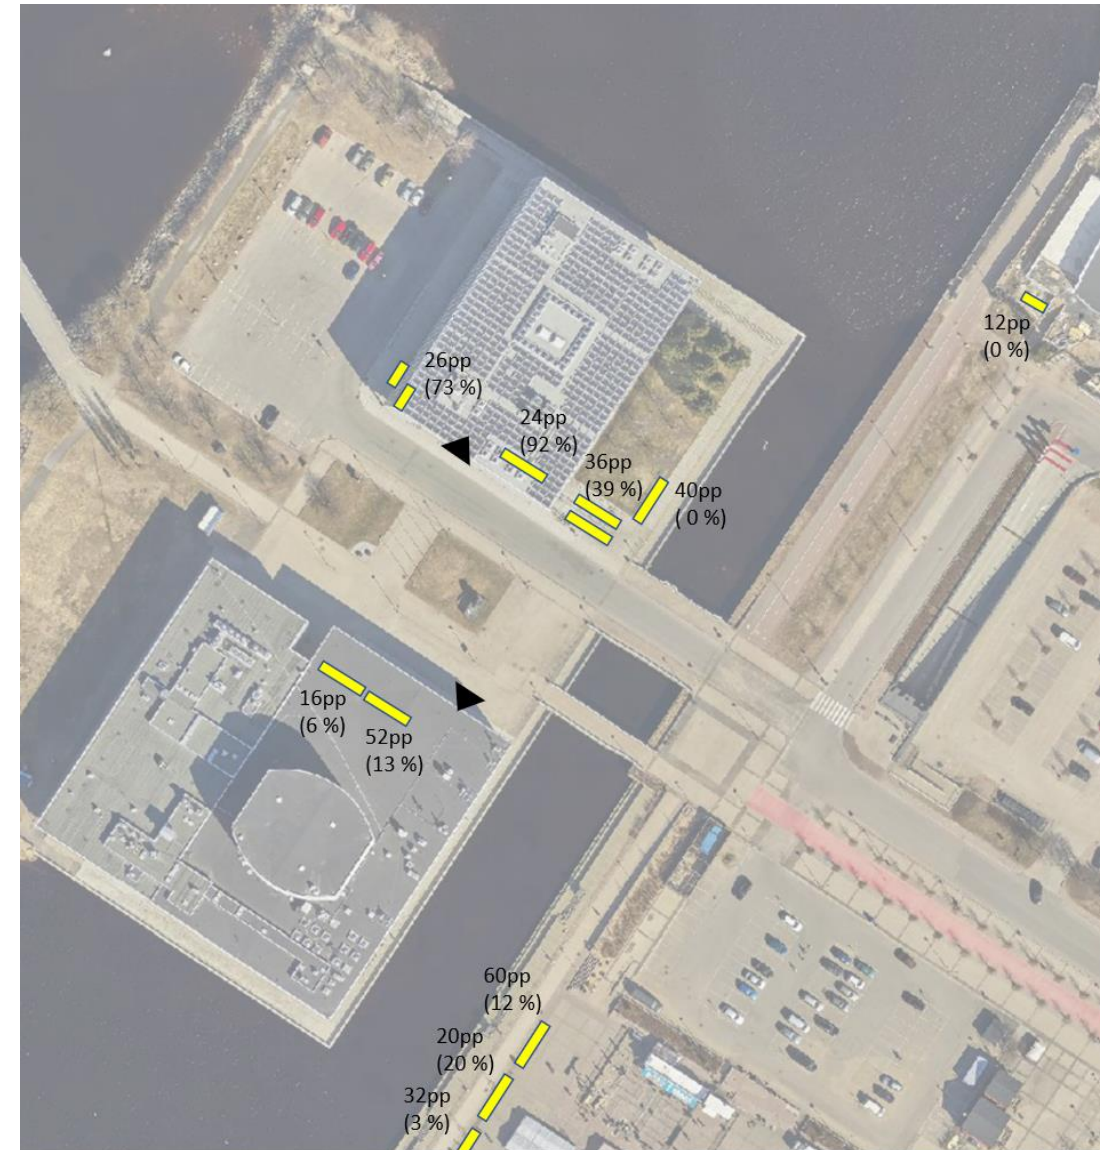 12pp
(0 %)
26pp
(73 %)
24pp
(92 %)
36pp
(39 %)
40pp
( 0 %)
16pp
(6 %)
52pp
(13 %)
60pp
(12 %)
20pp
(20 %)
32pp
(3 %)